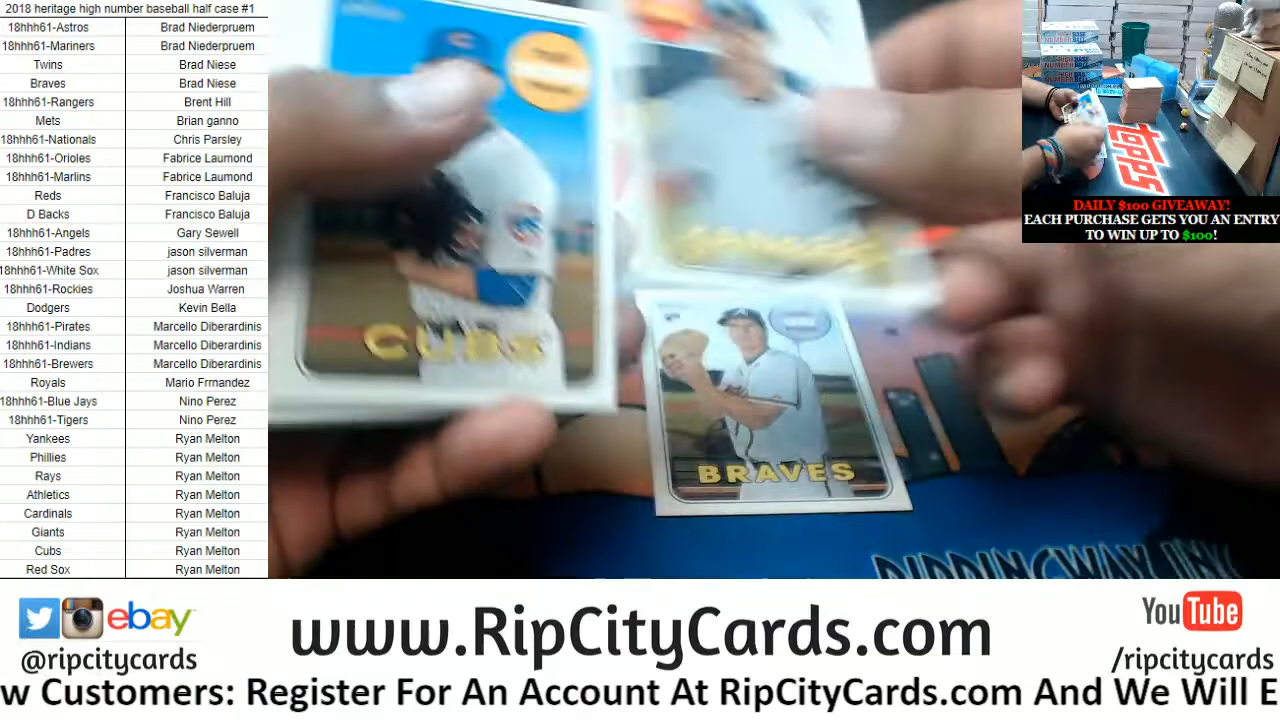 2018 heritage high number baseball half case #1
18hhh61-Astros Brad Niederpruem
18hhh61-Mariners Brad Niederpruem
Twins Brad Niese
Braves Brad Niese
18hhh61-Rangers Brent Hill
Mets Brian ganno
18hhh61-Nationals Chris Parsley
18hhh61-Orioles Fabrice Laumond
18hhh61-Marlins Fabrice Laumond
Reds Francisco Baluja
D Backs Francisco Baluja
18hhh61-Angels Gary Sewell
18hhh61-Padres jason silverman
18hhh61-White Sox jason silverman
18hhh61-Rockies Joshua Warren
Dodgers Kevin Bella
18hhh61-Pirates Marcello Diberardinis
18hhh61-Indians Marcello Diberardinis
18hhh61-Brewers Marcello Diberardinis
Royals Mario Frrnandez
18hhh61-Blue Jays Nino Perez
18hhh61-Tigers Nino Perez
Yankees Ryan Melton
Phillies Ryan Melton
Rays Ryan Melton
Athletics Ryan Melton
Cardinals Ryan Melton
Giants Ryan Melton
Cubs Ryan Melton
Red Sox Ryan Melton
CUBS
BRAVES
HIGH
NUMBER
BASE
BALL
Topps
DAILY $100 GIVEAWAY!
EACH PURCHASE GETS YOU AN ENTRY
TO WIN UP TO $100!
ebay
@ripcitycards
www.RipCityCards.com
YouTube
/ripcitycards
w Customers: Register For An Account At RipCityCards.com And We Will E